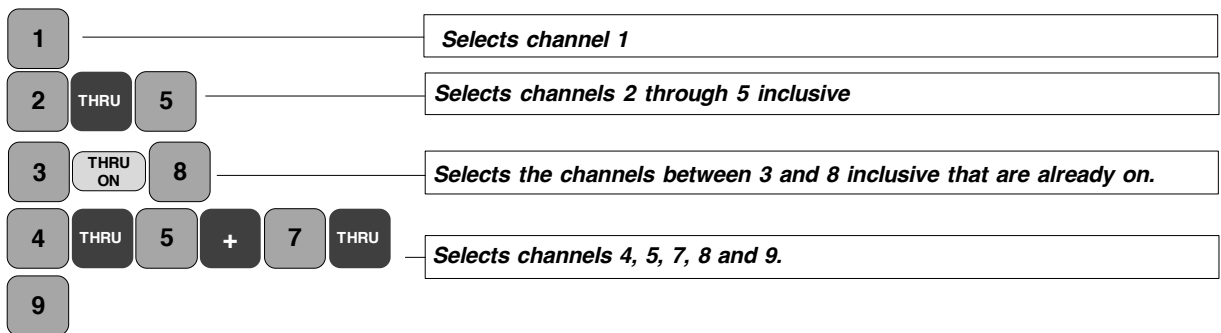 1 Selects channel 1
2 THRU 5 Selects channels 2 through 5 inclusive
3 THRU ON 8 Selects the channels between 3 and 8 inclusive that are already on.
4 THRU 5 + 7 THRU Selects channels 4, 5, 7, 8 and 9.
9